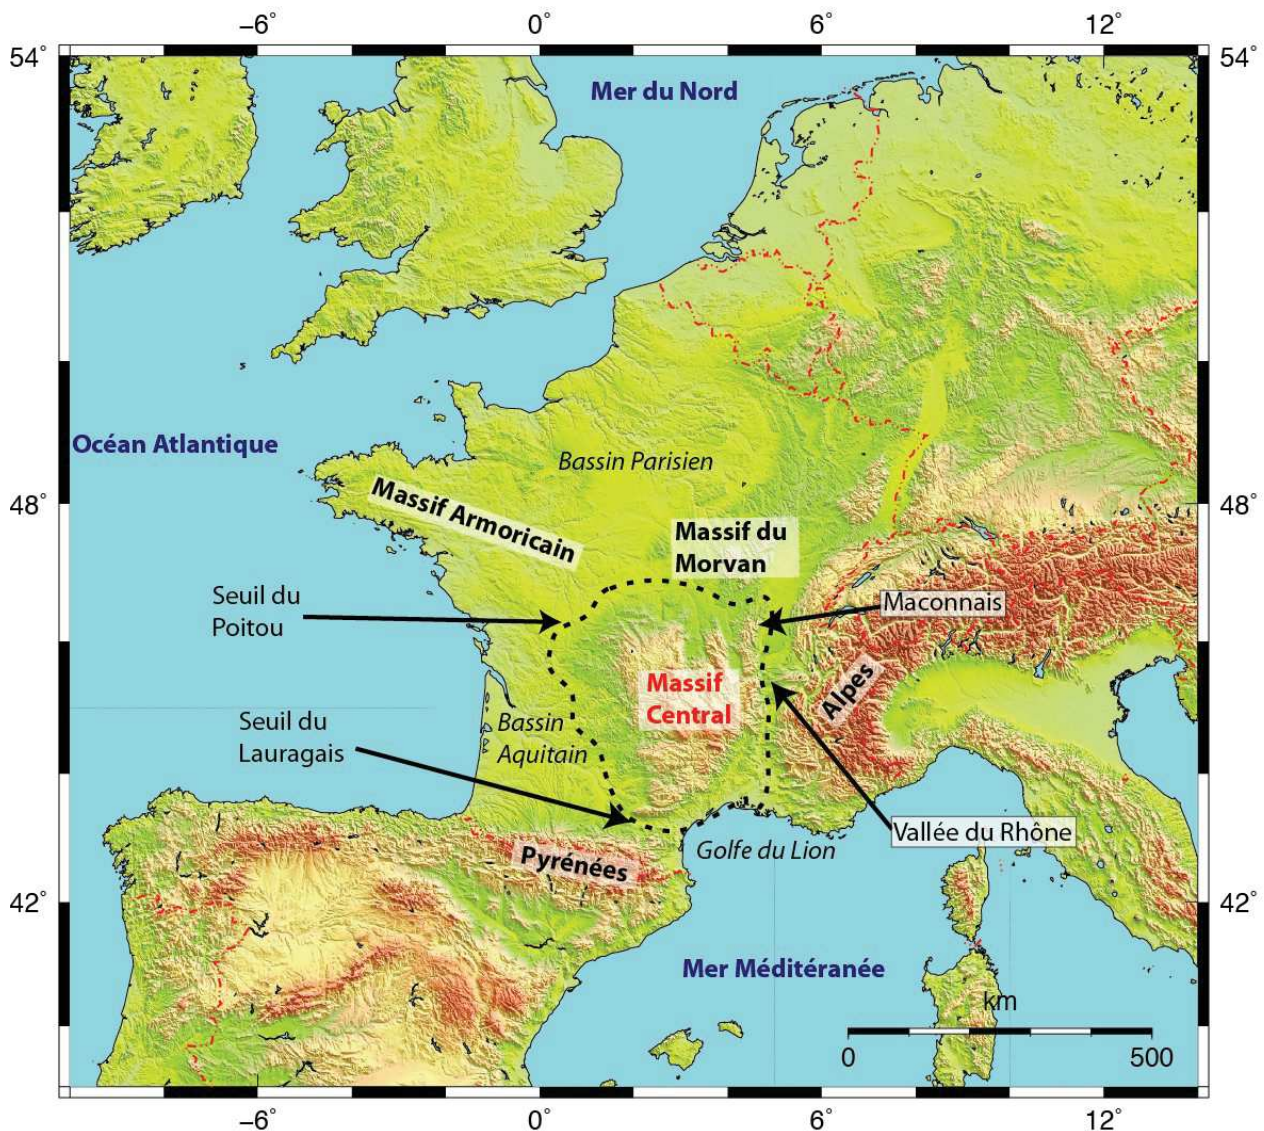 −6˚
0˚
6˚
12˚
54˚
54˚
Mer du Nord
Océan Atlantique
Bassin Parisien
48˚
48˚
Massif Armoricain
Massif du
Morvan
Seuil du
Poitou
Maconnais
Massif
Central
Alpes
Seuil du
Lauragais
Bassin
Aquitain
Vallée du Rhône
Golfe du Lion
Pyrénées
42˚
42˚
Mer Méditéranée
km
0
500
−6˚
0˚
6˚
12˚